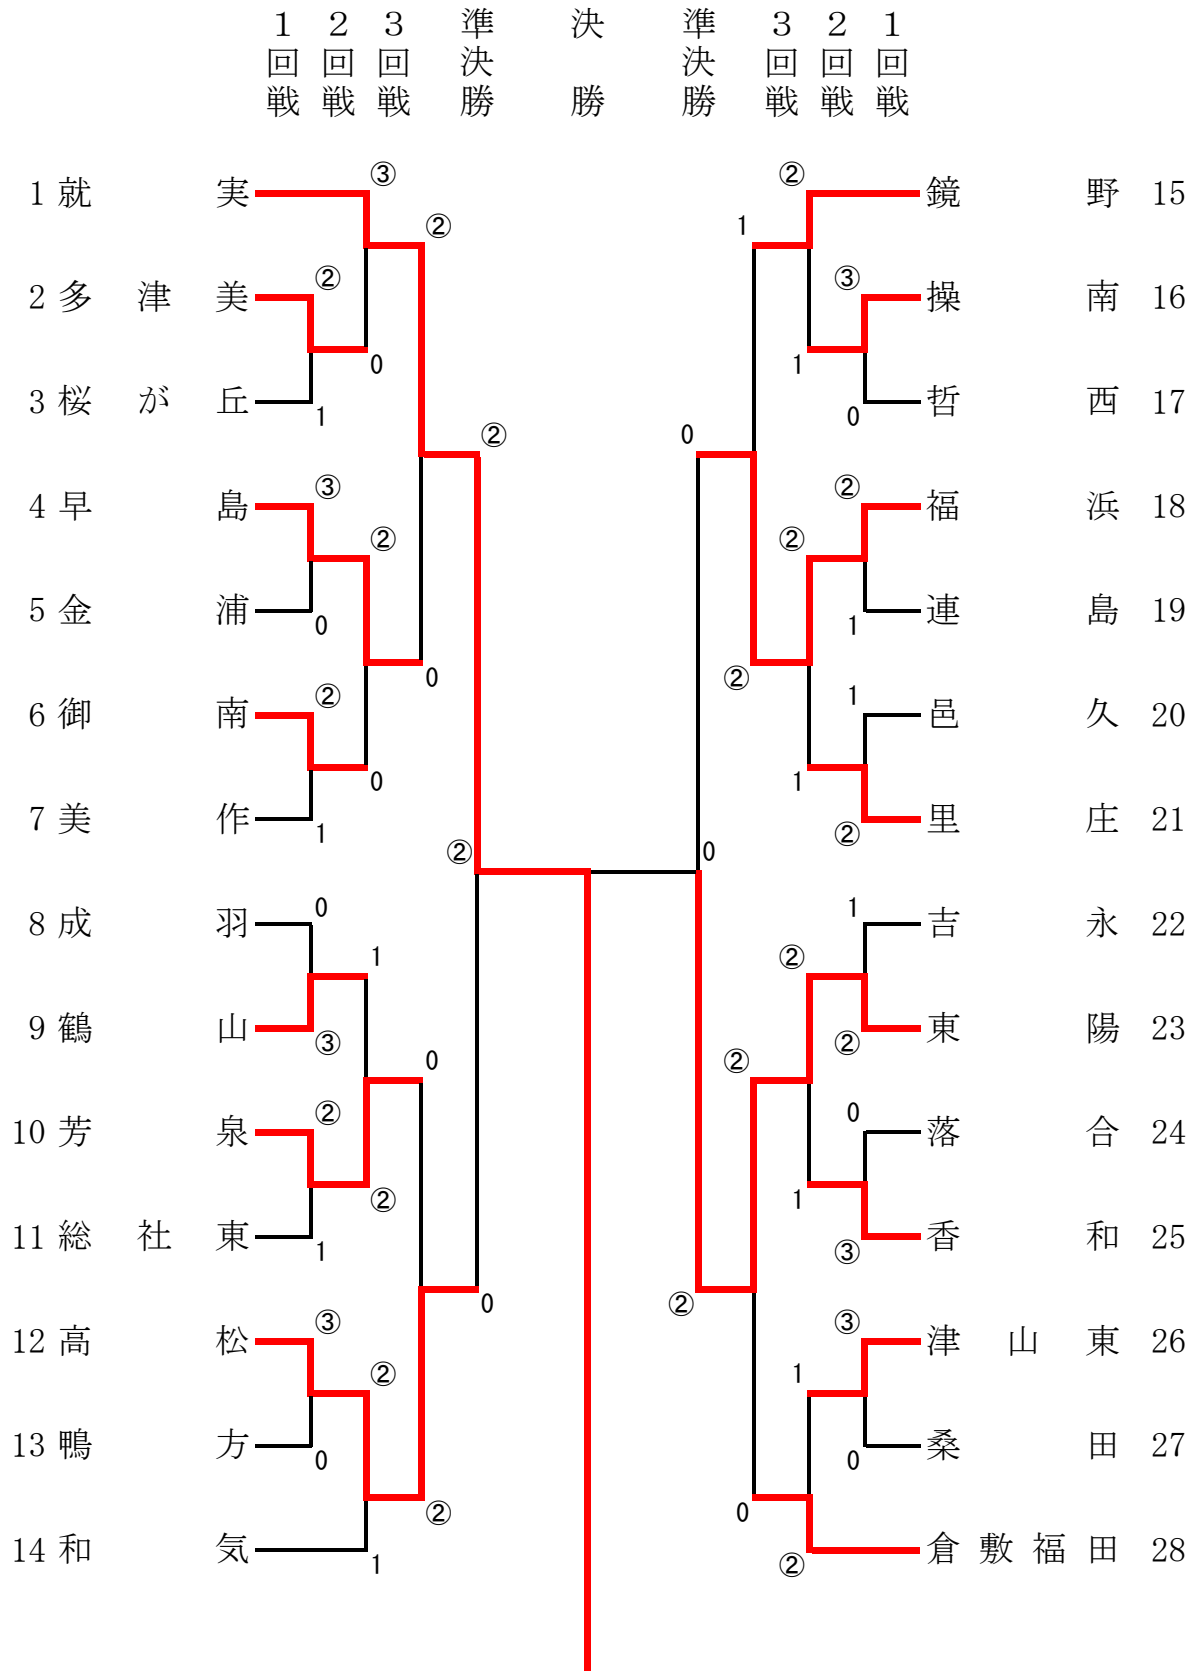 1回戦 2回戦 3回戦 準決勝 決勝 準決勝 3回戦 2回戦 1回戦
③ ②
1 就実 鏡野 15
② 1
② ③
2 多津美 操南 16
0 1
3 桜が丘 哲西 17
1 0
② 0
③ ②
4 早島 福浜 18
② ②
5 金浦 連島 19
0 1
0 ②
② 1
6 御南 邑久 20
0 1
7 美作 里庄 21
1 ②
② 0
0 1
8 成羽 吉永 22
1 ②
9 鶴山 東陽 23
③ ②
0 ②
② 0
10 芳泉 落合 24
② 1
11 総社東 香和 25
1 ③
0 ②
③ ③
12 高松 津山東 26
② 1
13 鴨方 桑田 27
0 0
② 0
14 和気 倉敷福田 28
1 ②